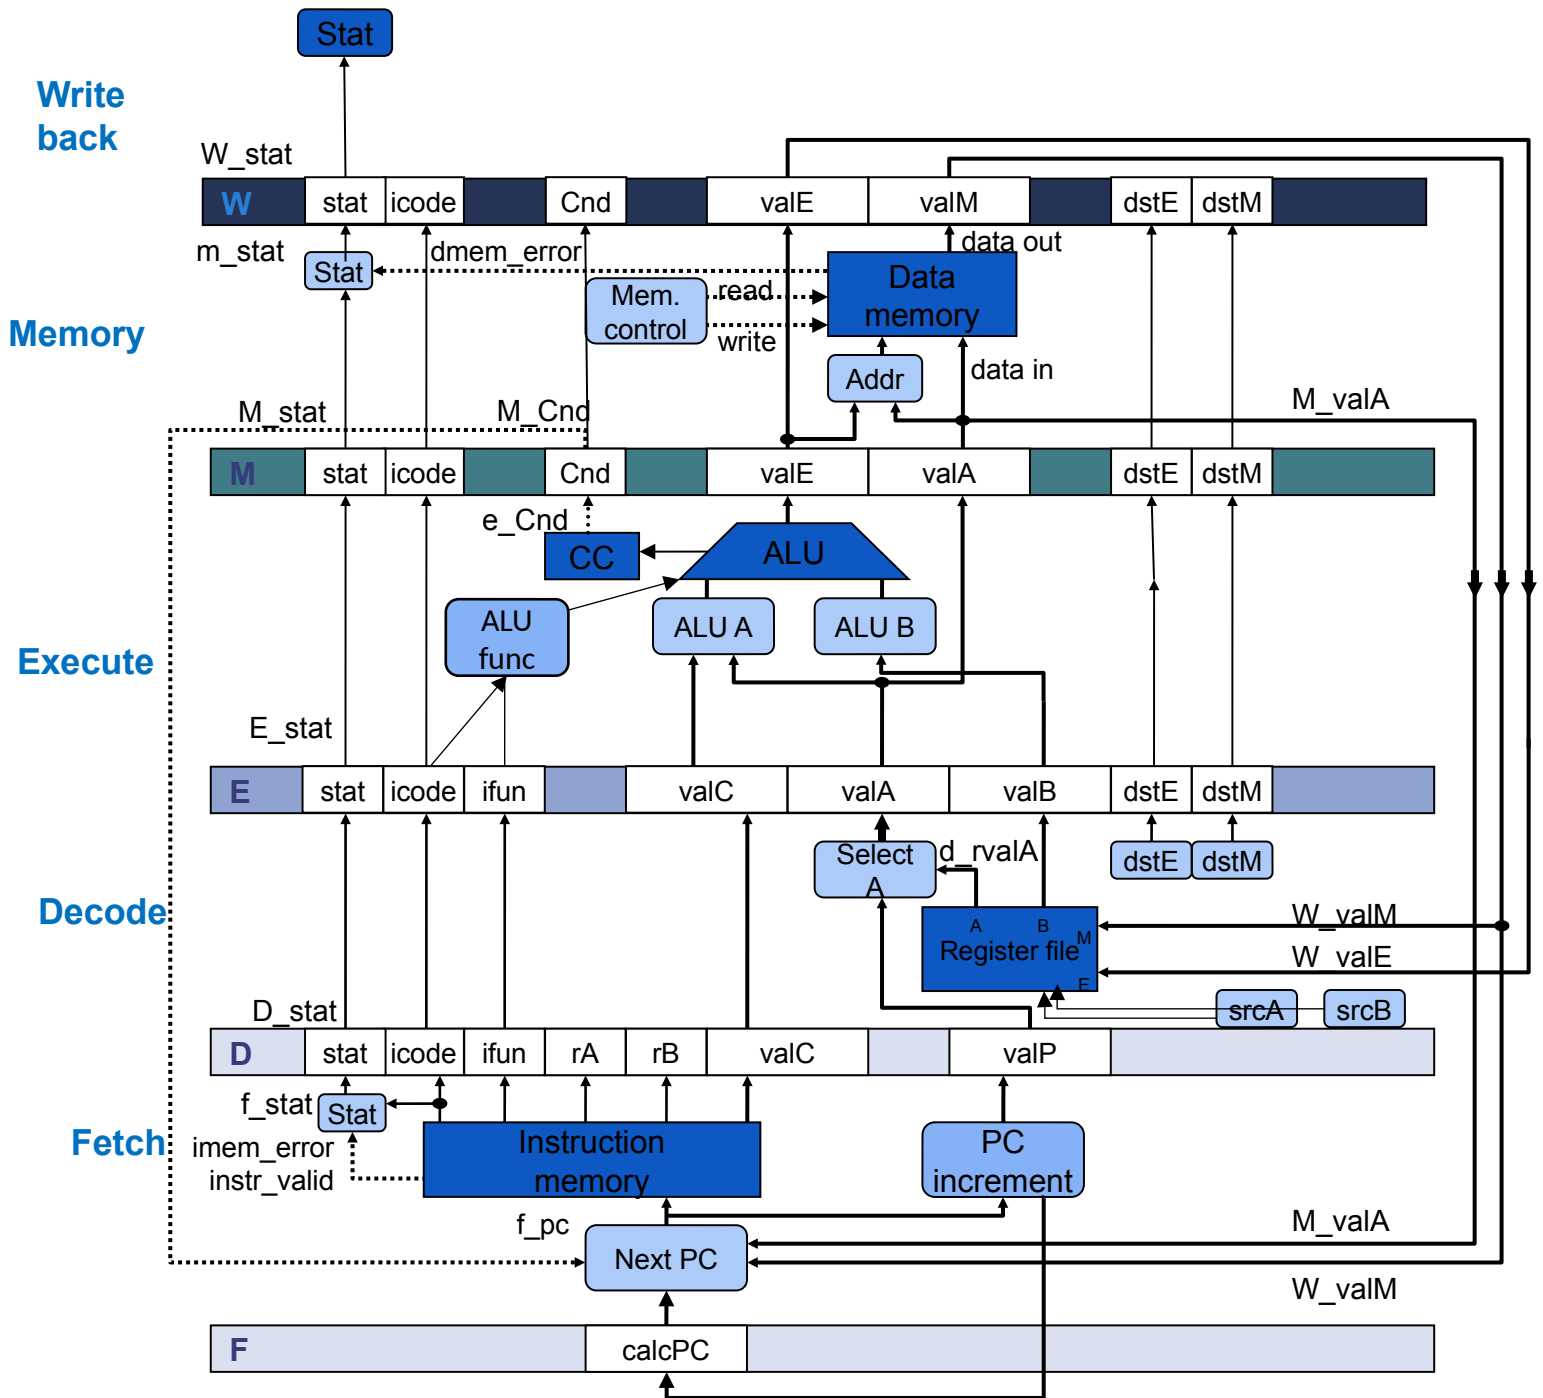 Stat
Write
back
W_stat
W stat icode Cnd valE valM dstE dstM
m_stat dmem_error data out
Stat
Data
memory
Mem.
control
read
write
Memory
Addr data in
M_stat M_Cnd M_valA
M stat icode Cnd valE valA dstE dstM
e_Cnd
CC ALU
ALU
func
ALU A ALU B
Execute
E_stat
E stat icode ifun valC valA valB dstE dstM
Select
A
d_rvalA
dstE dstM
Decode
A B
M
Register file
E
W_valM
W_valE
D_stat
srcA srcB
D stat icode ifun rA rB valC valP
f_stat Stat
Fetch
imem_error
instr_valid
Instruction
memory
PC
increment
f_pc
M_valA
Next PC
W_valM
F calcPC